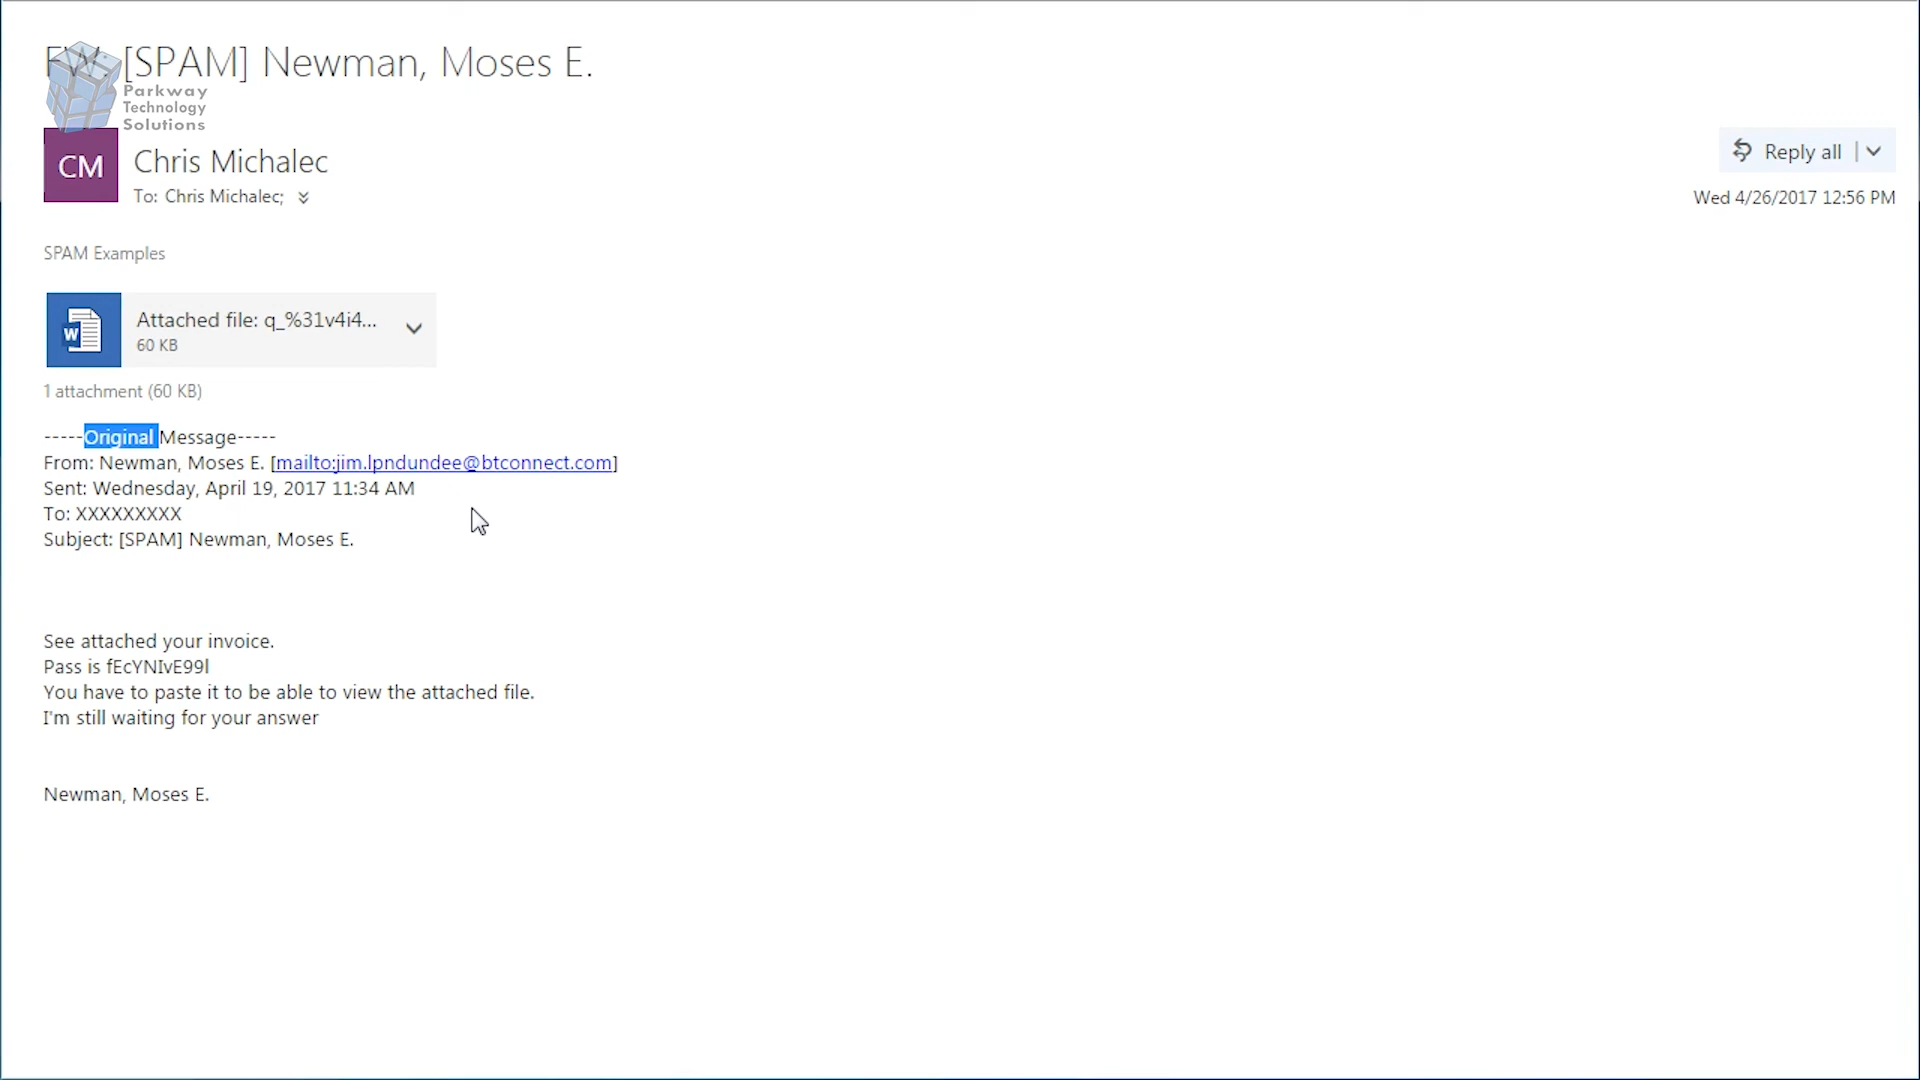 FW: [SPAM] Newman, Moses E.
Parkway
Technology
Solutions
CM
Chris Michalec
To: Chris Michalec;
Reply all
Wed 4/26/2017 12:56 PM
SPAM Examples
W
Attached file: q_%31v4i4...
60 KB
1 attachment (60 KB)
-----Original Message-----
From: Newman, Moses E. [mailto:jim.lpndundee@btconnect.com]
Sent: Wednesday, April 19, 2017 11:34 AM
To: XXXXXXXXX
Subject: [SPAM] Newman, Moses E.
See attached your invoice.
Pass is fEcYNIvE99l
You have to paste it to be able to view the attached file.
I'm still waiting for your answer
Newman, Moses E.